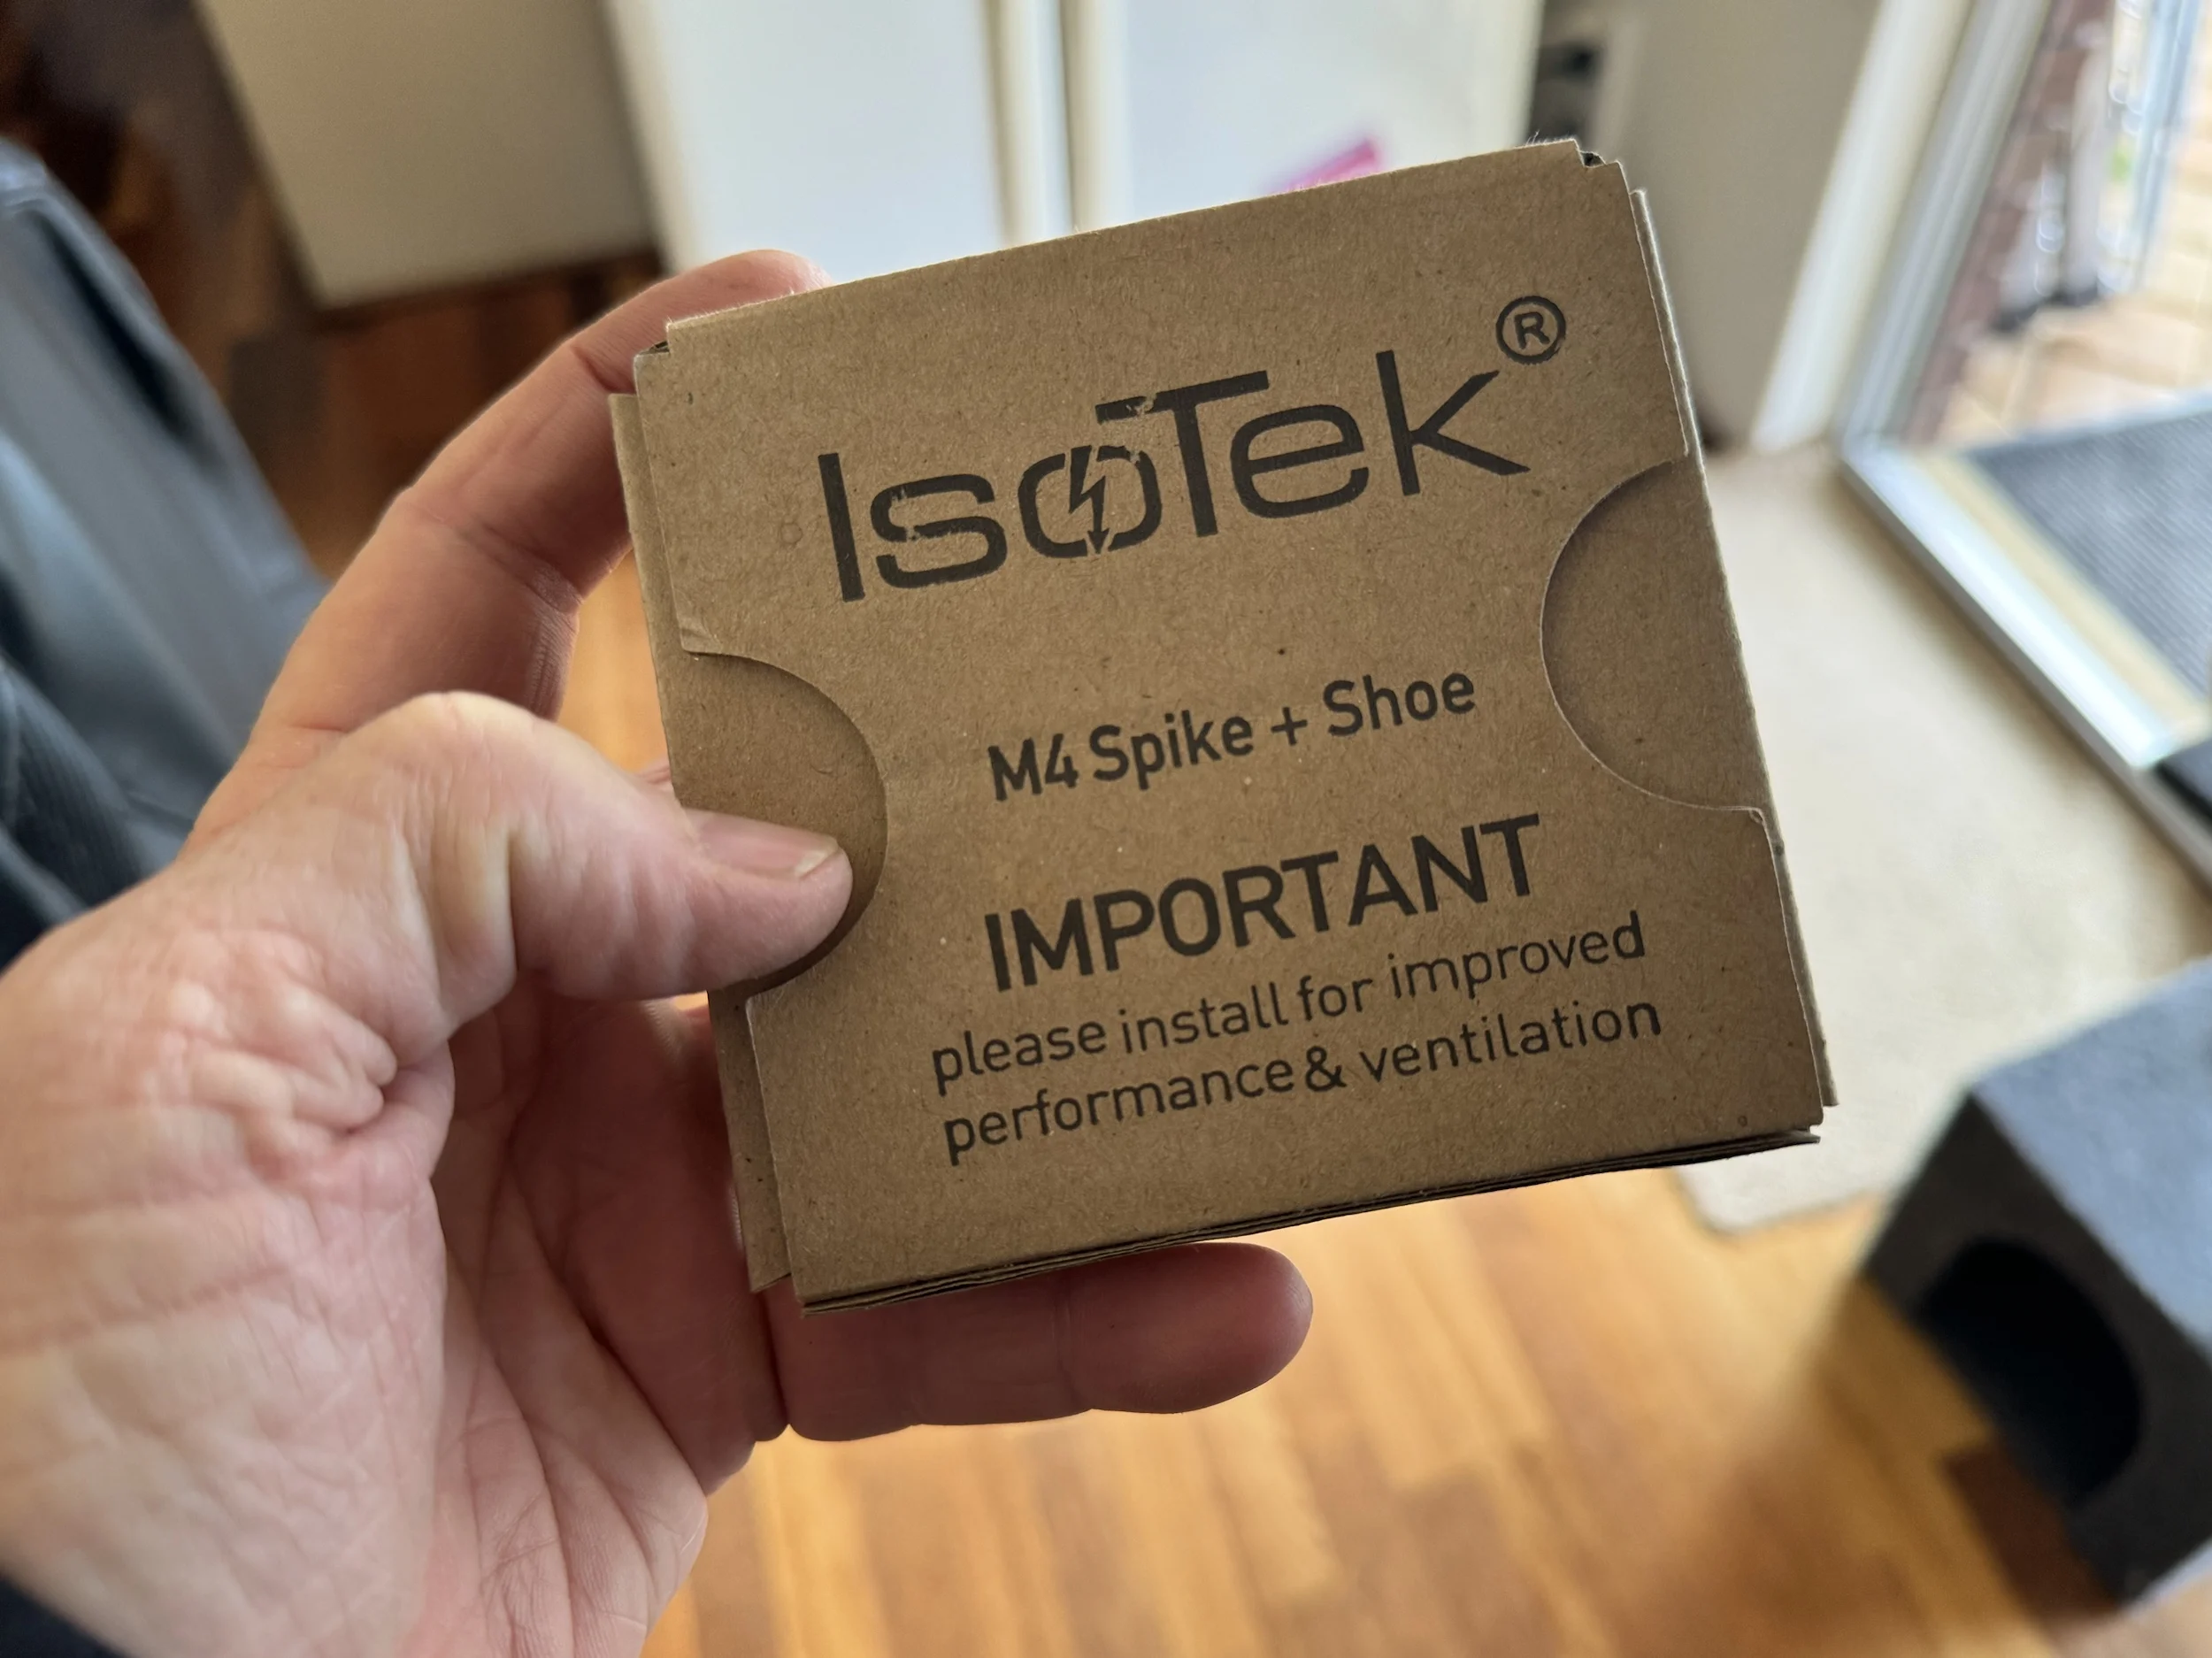 IsoTek®
M4 Spike + Shoe
IMPORTANT
please install for improved
performance & ventilation